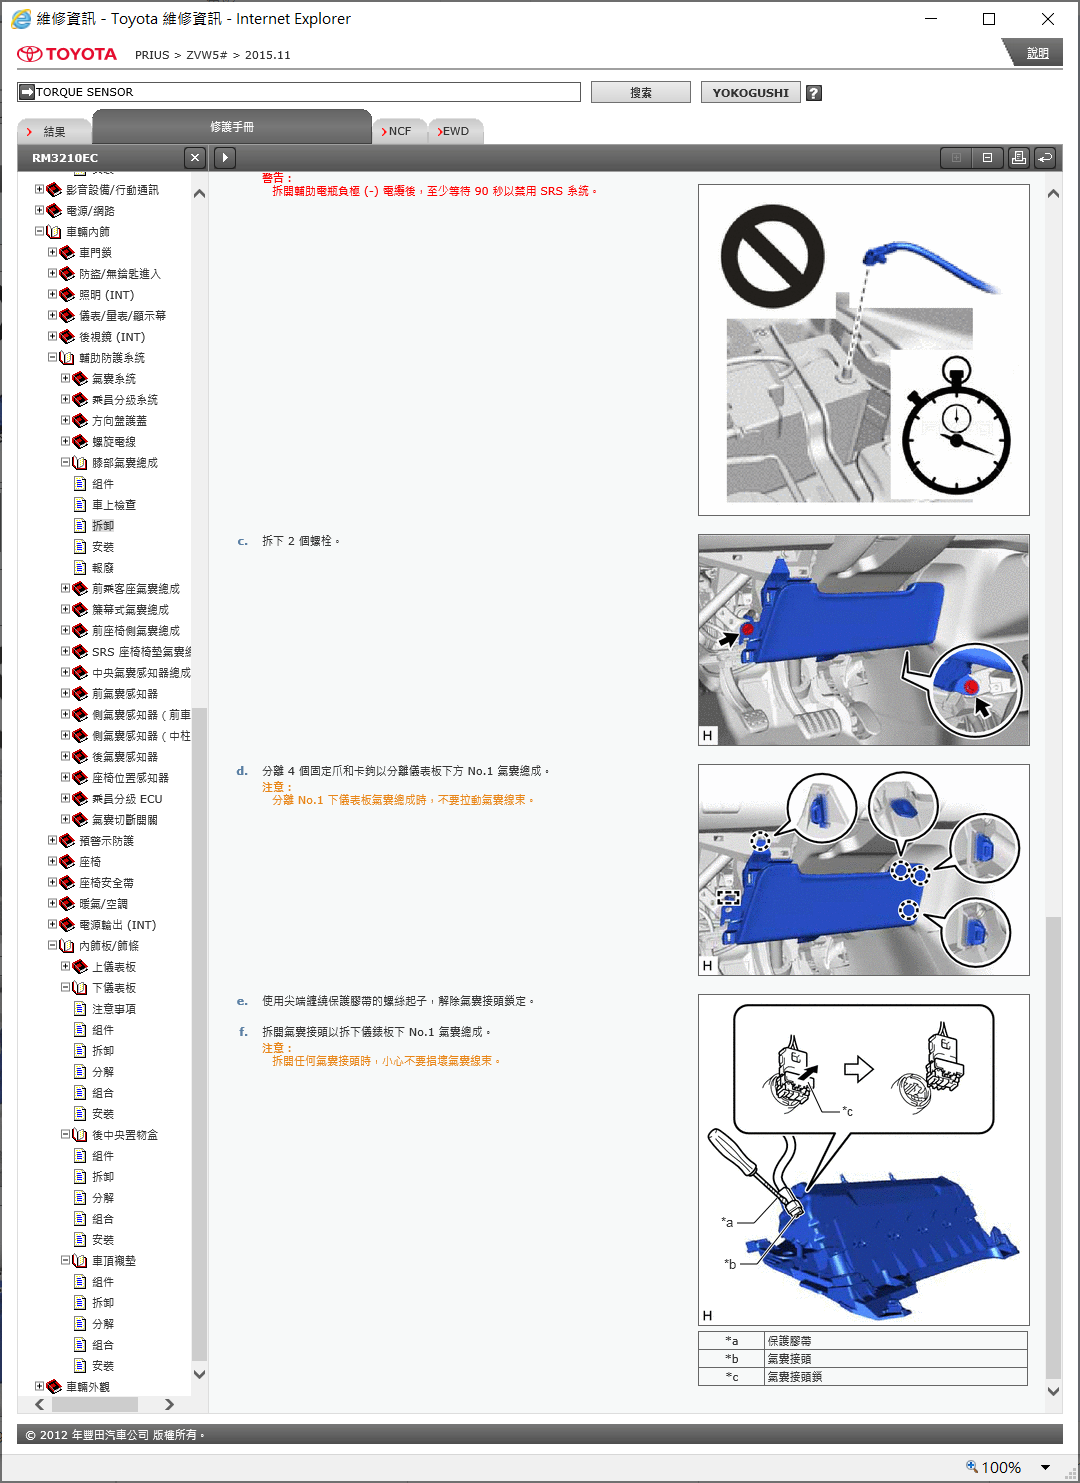 維修資訊 - Toyota 維修資訊 - Internet Explorer
TOYOTA
PRIUS > ZVW5# > 2015.11
說明
TORQUE SENSOR
搜索
YOKOGUSHI
?
結果
修護手冊
NCF
EWD
RM3210EC
影音設備/行動通訊
電源/網路
車輛內飾
車門鎖
防盜/無鑰匙進入
照明 (INT)
儀表/量表/顯示幕
後視鏡 (INT)
輔助防護系統
氣囊系統
乘員分級系統
方向盤護蓋
螺旋電線
膝部氣囊總成
組件
車上檢查
拆卸
安裝
報廢
前乘客座氣囊總成
簾幕式氣囊總成
前座椅側氣囊總成
SRS 座椅椅墊氣囊總
中央氣囊感知器總成
前氣囊感知器
側氣囊感知器 ( 前車
側氣囊感知器 ( 中柱
後氣囊感知器
座椅位置感知器
乘員分級 ECU
氣囊切斷開關
預警示防護
座椅
座椅安全帶
暖氣/空調
電源輸出 (INT)
內飾板/飾條
上儀表板
下儀表板
注意事項
組件
拆卸
分解
組合
安裝
後中央置物盒
組件
拆卸
分解
組合
安裝
車頂襯墊
組件
拆卸
分解
組合
安裝
車輛外觀
警告：
拆開輔助電瓶負極 (-) 電纜後，至少等待 90 秒以禁用 SRS 系統。
c. 拆下 2 個螺栓。
H
d. 分離 4 個固定爪和卡鉤以分離儀表板下方 No.1 氣囊總成。
注意：
分離 No.1 下儀表板氣囊總成時，不要拉動氣囊線束。
H
e. 使用尖端纏繞保護膠帶的螺絲起子，解除氣囊接頭鎖定。
f. 拆開氣囊接頭以拆下儀錶板下 No.1 氣囊總成。
注意：
拆開任何氣囊接頭時，小心不要損壞氣囊線束。
*c
*a
*b
H
*a 保護膠帶
*b 氣囊接頭
*c 氣囊接頭鎖
© 2012 年豐田汽車公司 版權所有。
100%